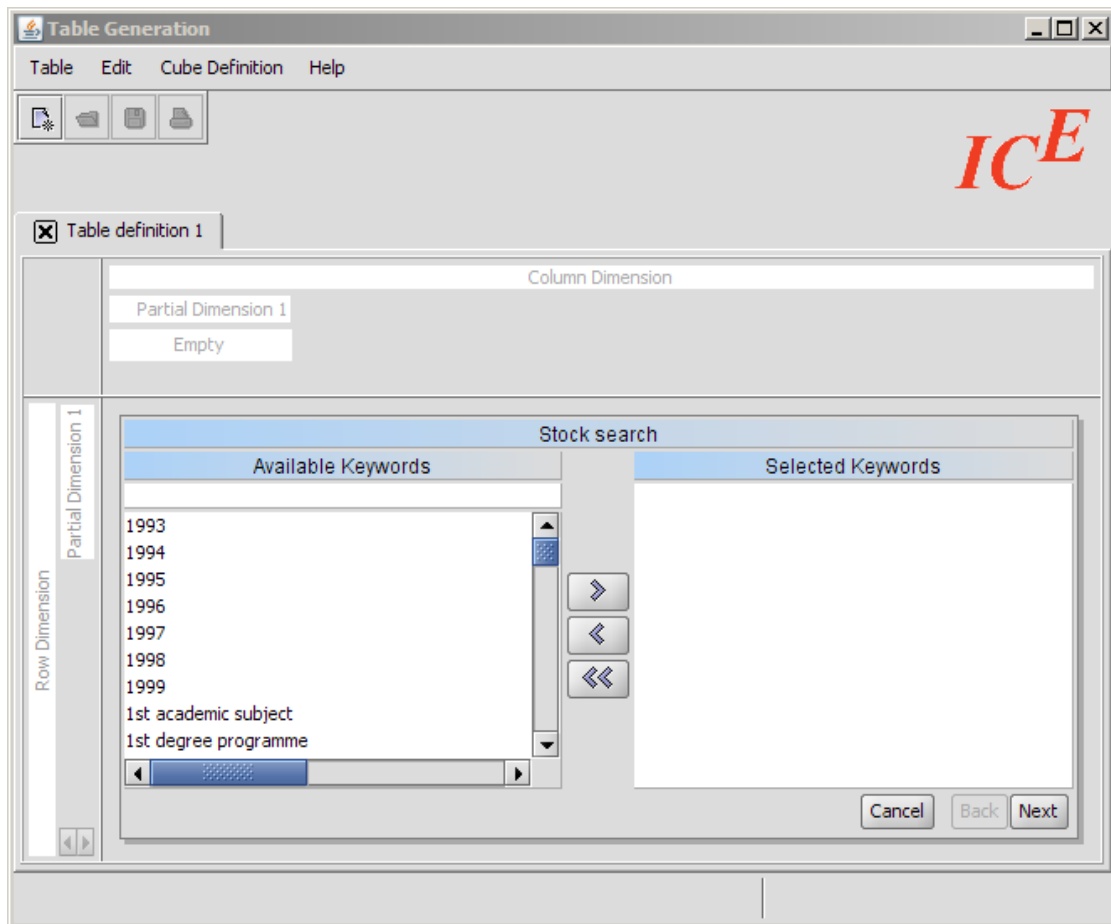 Table Generation
Table Edit Cube Definition Help
ICE
Table definition 1
Column Dimension
Partial Dimension 1
Empty
Row Dimension
Partial Dimension 1
Stock search
Available Keywords
Selected Keywords
1993
1994
1995
1996
1997
1998
1999
1st academic subject
1st degree programme
Cancel Back Next